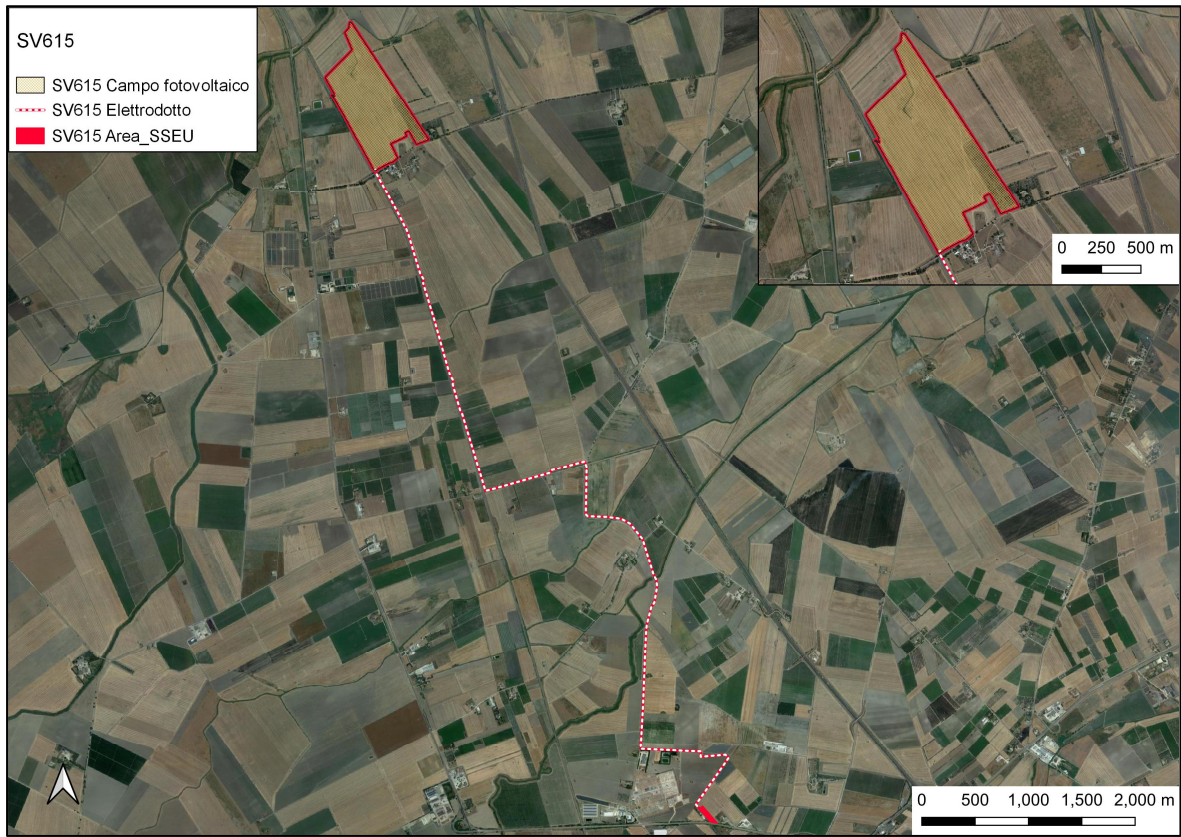 SV615
SV615 Campo fotovoltaico
SV615 Elettrodotto
SV615 Area_SSEU
0 250 500 m
0 500 1,000 1,500 2,000 m